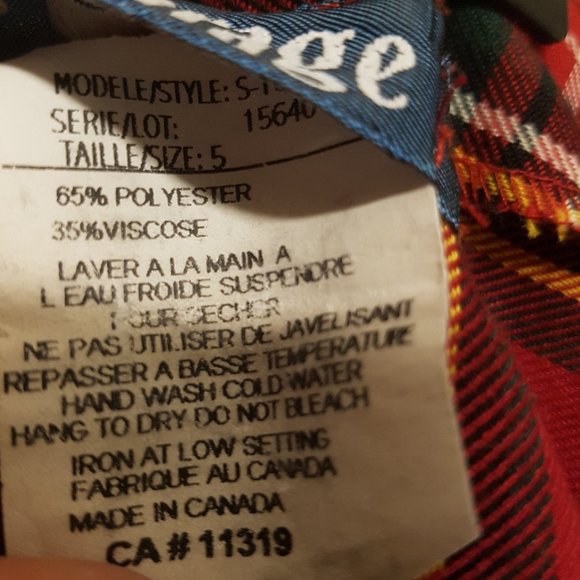 MODELE/STYLE: S-1
SERIE/LOT: 15640
TAILLE/SIZE: 5
65% POLYESTER
35%VISCOSE
LAVER A LA MAIN A
L EAU FROIDE SUSPENDRE
POUR SECHER
NE PAS UTILISER DE JAVELISANT
REPASSER A BASSE TEMPERATURE
HAND WASH COLD WATER
HANG TO DRY DO NOT BLEACH
IRON AT LOW SETTING
FABRIQUE AU CANADA
MADE IN CANADA
CA # 11319